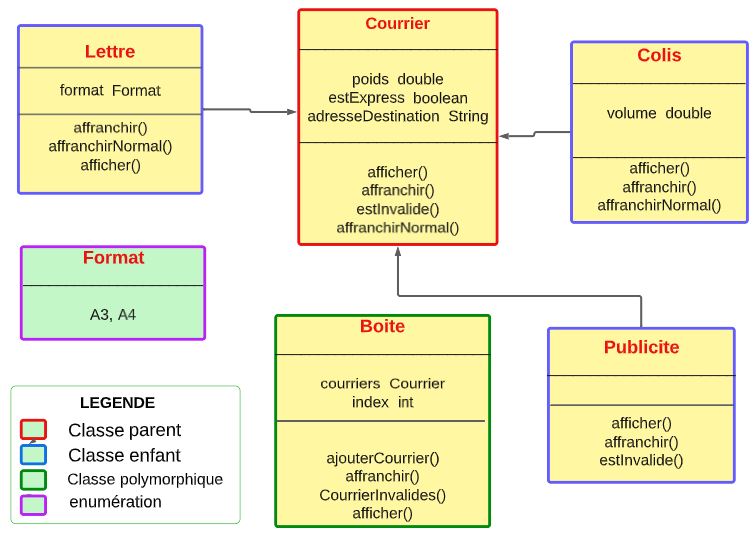 Lettre
format Format
affranchir()
affranchirNormal()
afficher()
Courrier
poids double
estExpress boolean
adresseDestination String
afficher()
affranchir()
estInvalide()
affranchirNormal()
Colis
volume double
afficher()
affranchir()
affranchirNormal()
Format
A3, A4
Boite
courriers Courrier
index int
ajouterCourrier()
affranchir()
CourrierInvalides()
afficher()
Publicite
afficher()
affranchir()
estInvalide()
LEGENDE
Classe parent
Classe enfant
Classe polymorphique
enumération